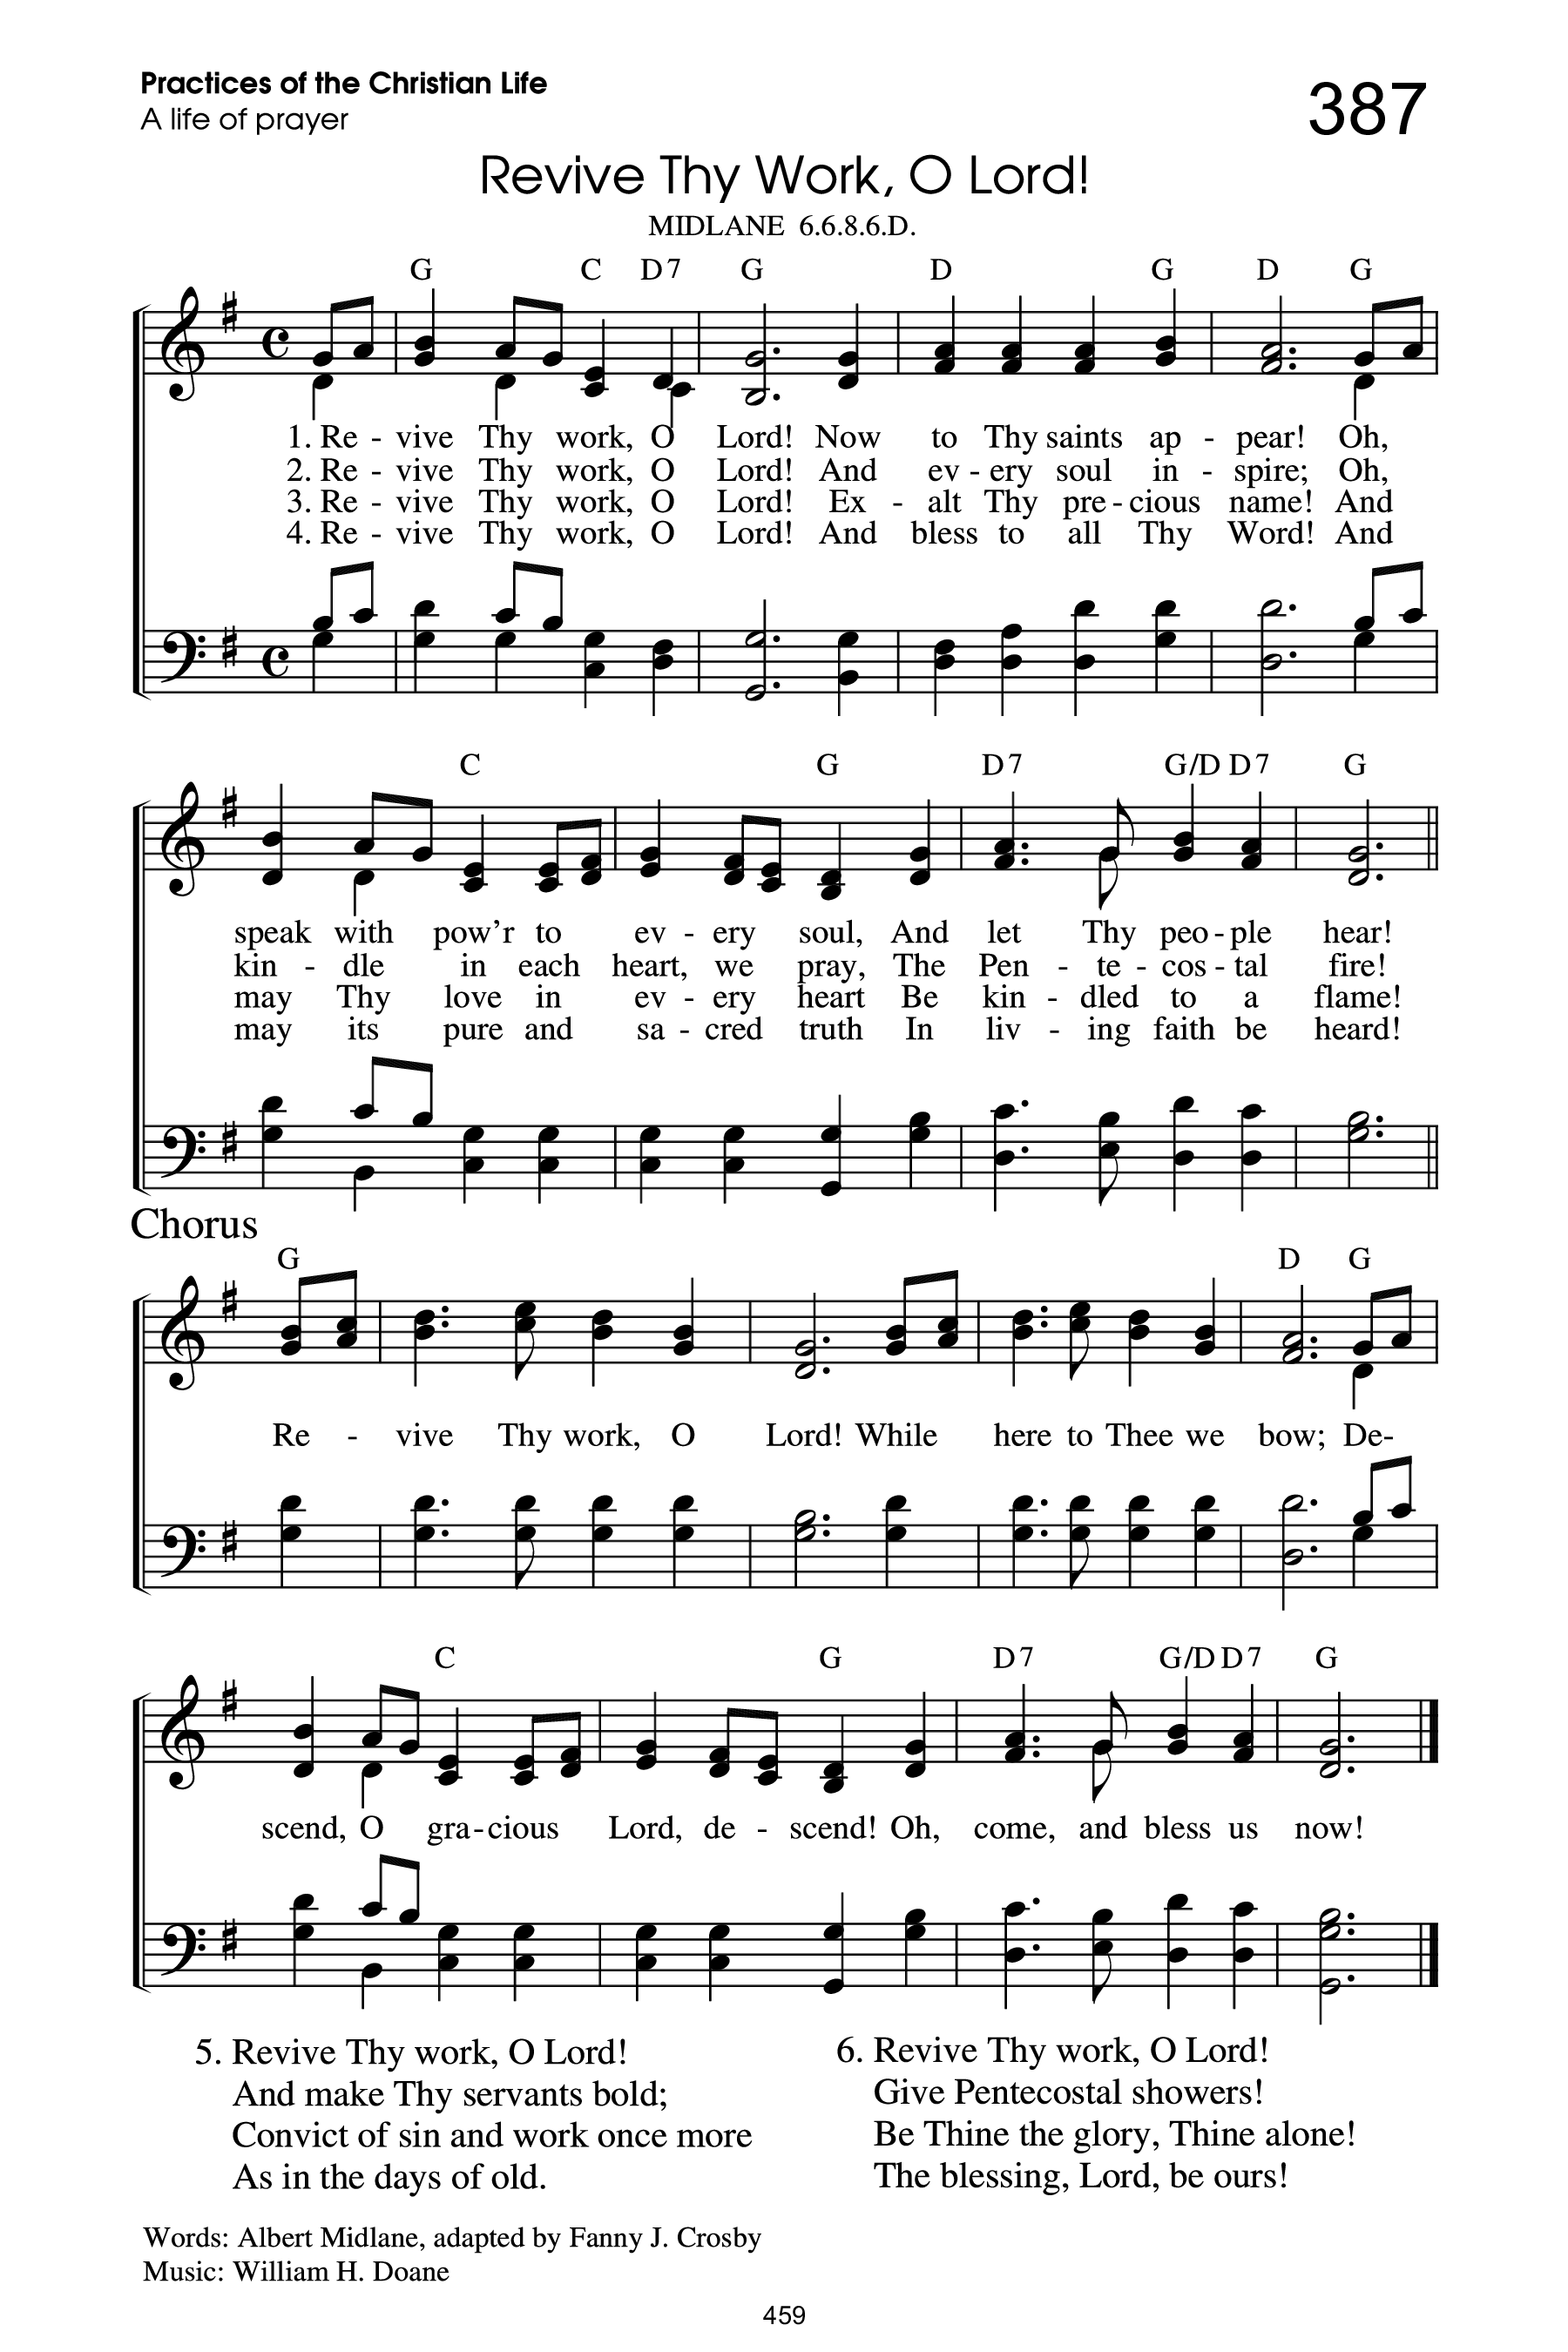 Practices of the Christian Life
A life of prayer
387
Revive Thy Work, O Lord!
MIDLANE 6.6.8.6.D.
G C D7 G D G D G
1. Re - vive Thy work, O Lord! Now to Thy saints ap - pear! Oh,
2. Re - vive Thy work, O Lord! And ev - ery soul in - spire; Oh,
3. Re - vive Thy work, O Lord! Ex - alt Thy pre - cious name! And
4. Re - vive Thy work, O Lord! And bless to all Thy Word! And
C G D7 G/D D7 G
speak with pow'r to ev - ery soul, And let Thy peo - ple hear!
kin - dle in each heart, we pray, The Pen - te - cos - tal fire!
may Thy love in ev - ery heart Be kin - dled to a flame!
may its pure and sa - cred truth In liv - ing faith be heard!
Chorus
G D G
Re - vive Thy work, O Lord! While here to Thee we bow; De-
C G D7 G/D D7 G
scend, O gra - cious Lord, de - scend! Oh, come, and bless us now!
5. Revive Thy work, O Lord!
And make Thy servants bold;
Convict of sin and work once more
As in the days of old.
6. Revive Thy work, O Lord!
Give Pentecostal showers!
Be Thine the glory, Thine alone!
The blessing, Lord, be ours!
Words: Albert Midlane, adapted by Fanny J. Crosby
Music: William H. Doane
459